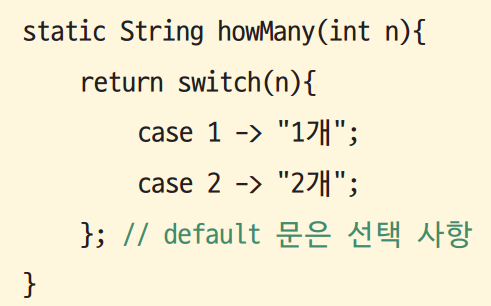 static String howMany(int n){
return switch(n){
case 1 -> "1개";
case 2 -> "2개";
}; // default 문은 선택 사항
}